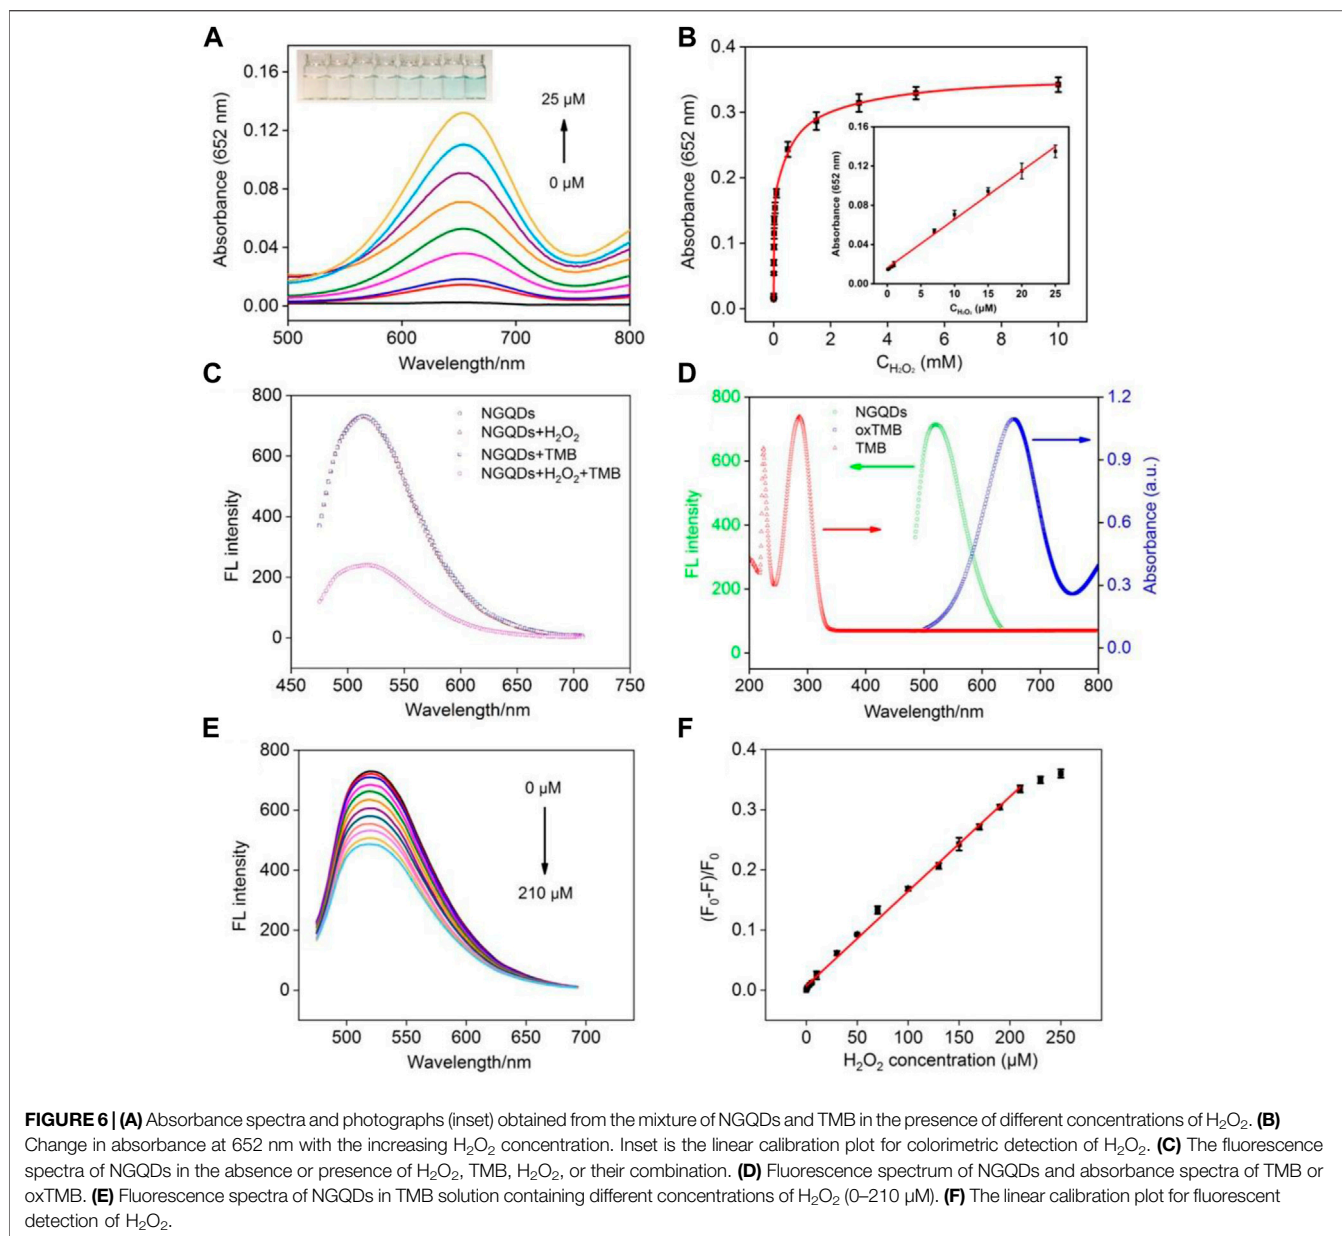 A
0.16
0.12
0.08
0.04
0.00
Absorbance (652 nm)
25 µM
0 µM
500
600
700
800
Wavelength/nm
B
0.4
0.3
0.2
0.1
0.0
Absorbance (652 nm)
0
2
4
6
8
10
C_H₂O₂ (mM)
0.16
0.12
0.08
0.04
0.00
Absorbance (652 nm)
0
5
10
15
20
25
C_H₂O₂ (µM)
C
800
600
400
200
0
FL intensity
NGQDs
NGQDs+H₂O₂
NGQDs+TMB
NGQDs+H₂O₂+TMB
450
500
550
600
650
700
750
Wavelength/nm
D
800
700
600
500
400
300
200
100
0
FL intensity
NGQDs
oxTMB
TMB
1.2
1.1
0.9
0.6
0.3
0.0
Absorbance (a.u.)
200
300
400
500
600
700
800
Wavelength/nm
E
800
600
400
200
0
FL intensity
0 µM
210 µM
500
550
600
650
700
Wavelength/nm
F
0.4
0.3
0.2
0.1
0.0
(F₀-F)/F₀
0
50
100
150
200
250
H₂O₂ concentration (µM)
FIGURE 6 | (A) Absorbance spectra and photographs (inset) obtained from the mixture of NGQDs and TMB in the presence of different concentrations of H₂O₂. (B)
Change in absorbance at 652 nm with the increasing H₂O₂ concentration. Inset is the linear calibration plot for colorimetric detection of H₂O₂. (C) The fluorescence
spectra of NGQDs in the absence or presence of H₂O₂, TMB, H₂O₂, or their combination. (D) Fluorescence spectrum of NGQDs and absorbance spectra of TMB or
oxTMB. (E) Fluorescence spectra of NGQDs in TMB solution containing different concentrations of H₂O₂ (0–210 µM). (F) The linear calibration plot for fluorescent
detection of H₂O₂.